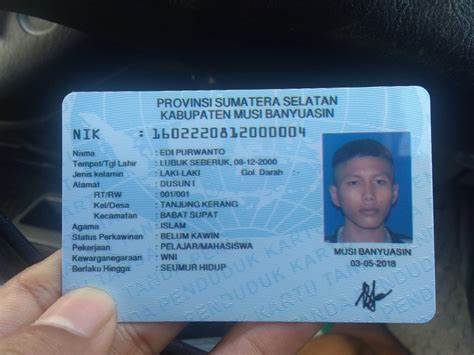 PROVINSI SUMATERA SELATAN
KABUPATEN MUSI BANYUASIN
NIK : 1602220812000004
Nama : EDI PURWANTO
Tempat/Tgl Lahir : LUBUK SEBERUK, 08-12-2000
Jenis kelamin : LAKI-LAKI Gol. Darah : -
Alamat : DUSUN I
RT/RW : 001/001
Kel/Desa : TANJUNG KERANG
Kecamatan : BABAT SUPAT
Agama : ISLAM
Status Perkawinan : BELUM KAWIN
Pekerjaan : PELAJAR/MAHASISWA
Kewarganegaraan : WNI
Berlaku Hingga : SEUMUR HIDUP
MUSI BANYUASIN
03-05-2018